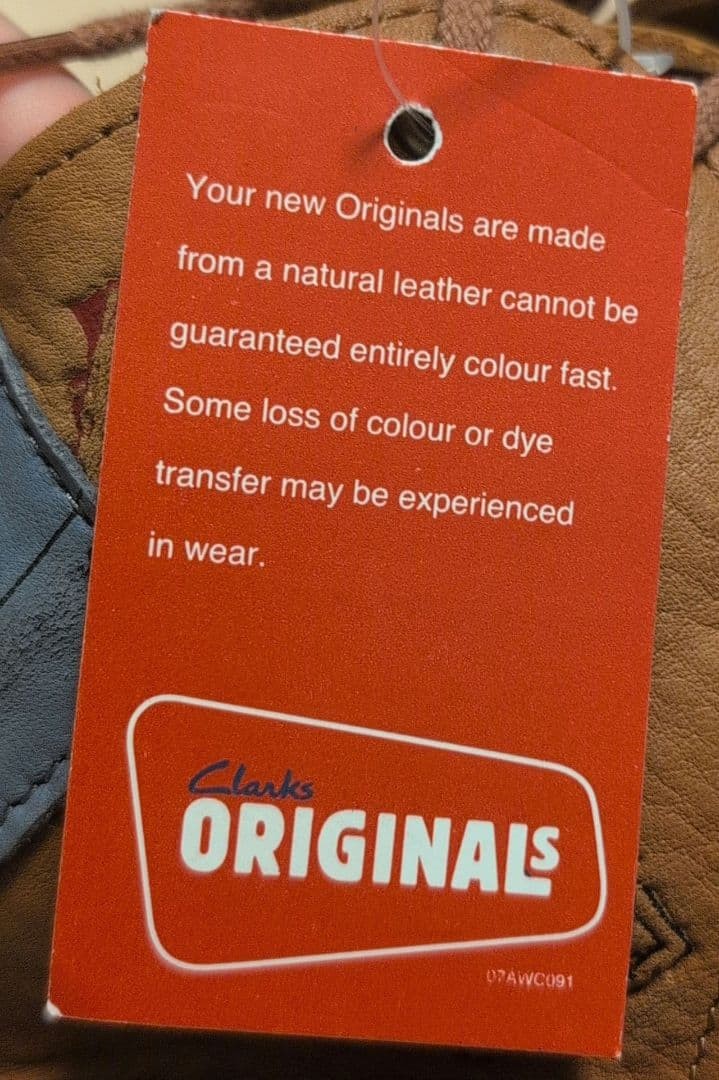 Your new Originals are made
from a natural leather cannot be
guaranteed entirely colour fast.
Some loss of colour or dye
transfer may be experienced
in wear.
Clarks
ORIGINALS
07AWC091